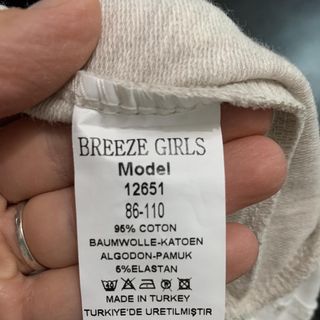 BREEZE GIRLS
Model
12651
86-110
95% COTON
BAUMWOLLE-KATOEN
ALGODON-PAMUK
5%ELASTAN
MADE IN TURKEY
TURKIYE'DE URETILMISTIR